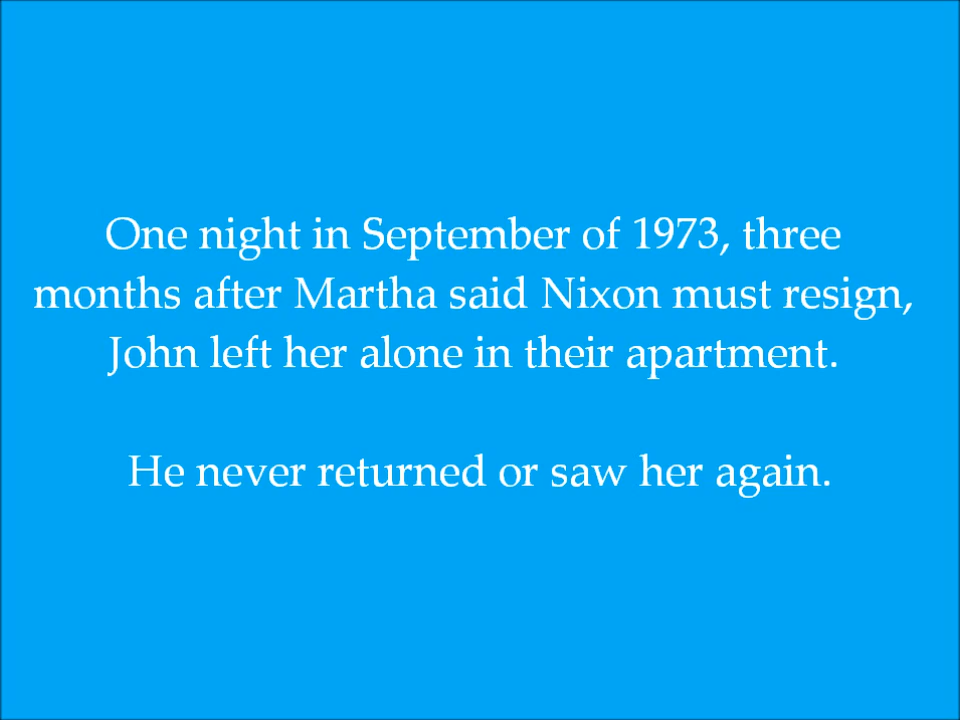 One night in September of 1973, three
months after Martha said Nixon must resign,
John left her alone in their apartment.
He never returned or saw her again.